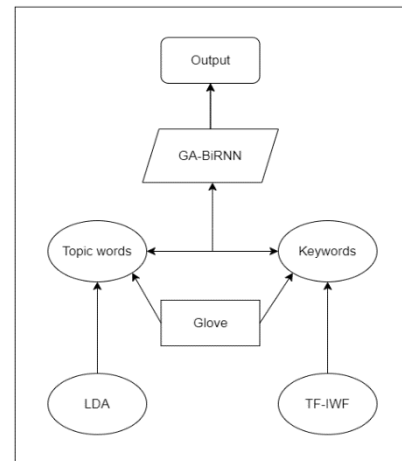 Output
GA-BiRNN
Topic words
Keywords
Glove
LDA
TF-IWF